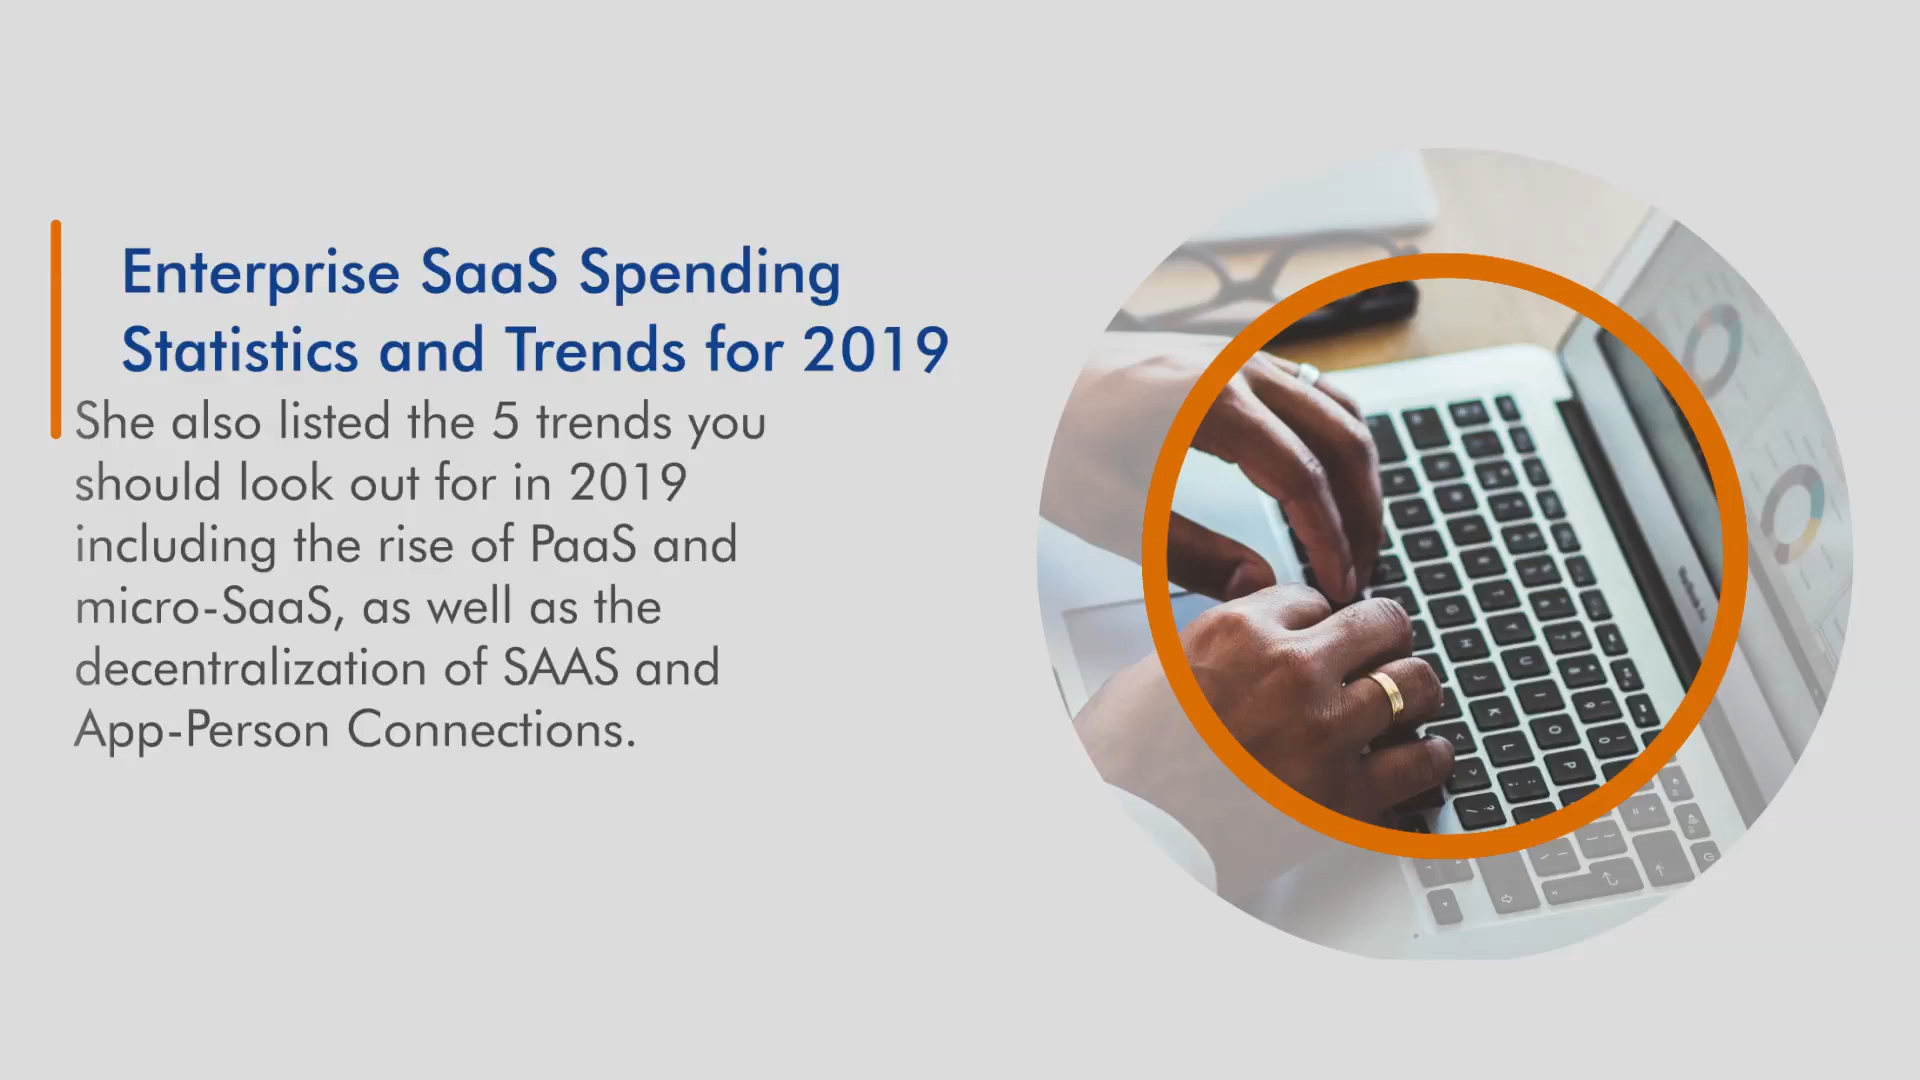 Enterprise SaaS Spending
Statistics and Trends for 2019
She also listed the 5 trends you
should look out for in 2019
including the rise of PaaS and
micro-SaaS, as well as the
decentralization of SAAS and
App-Person Connections.